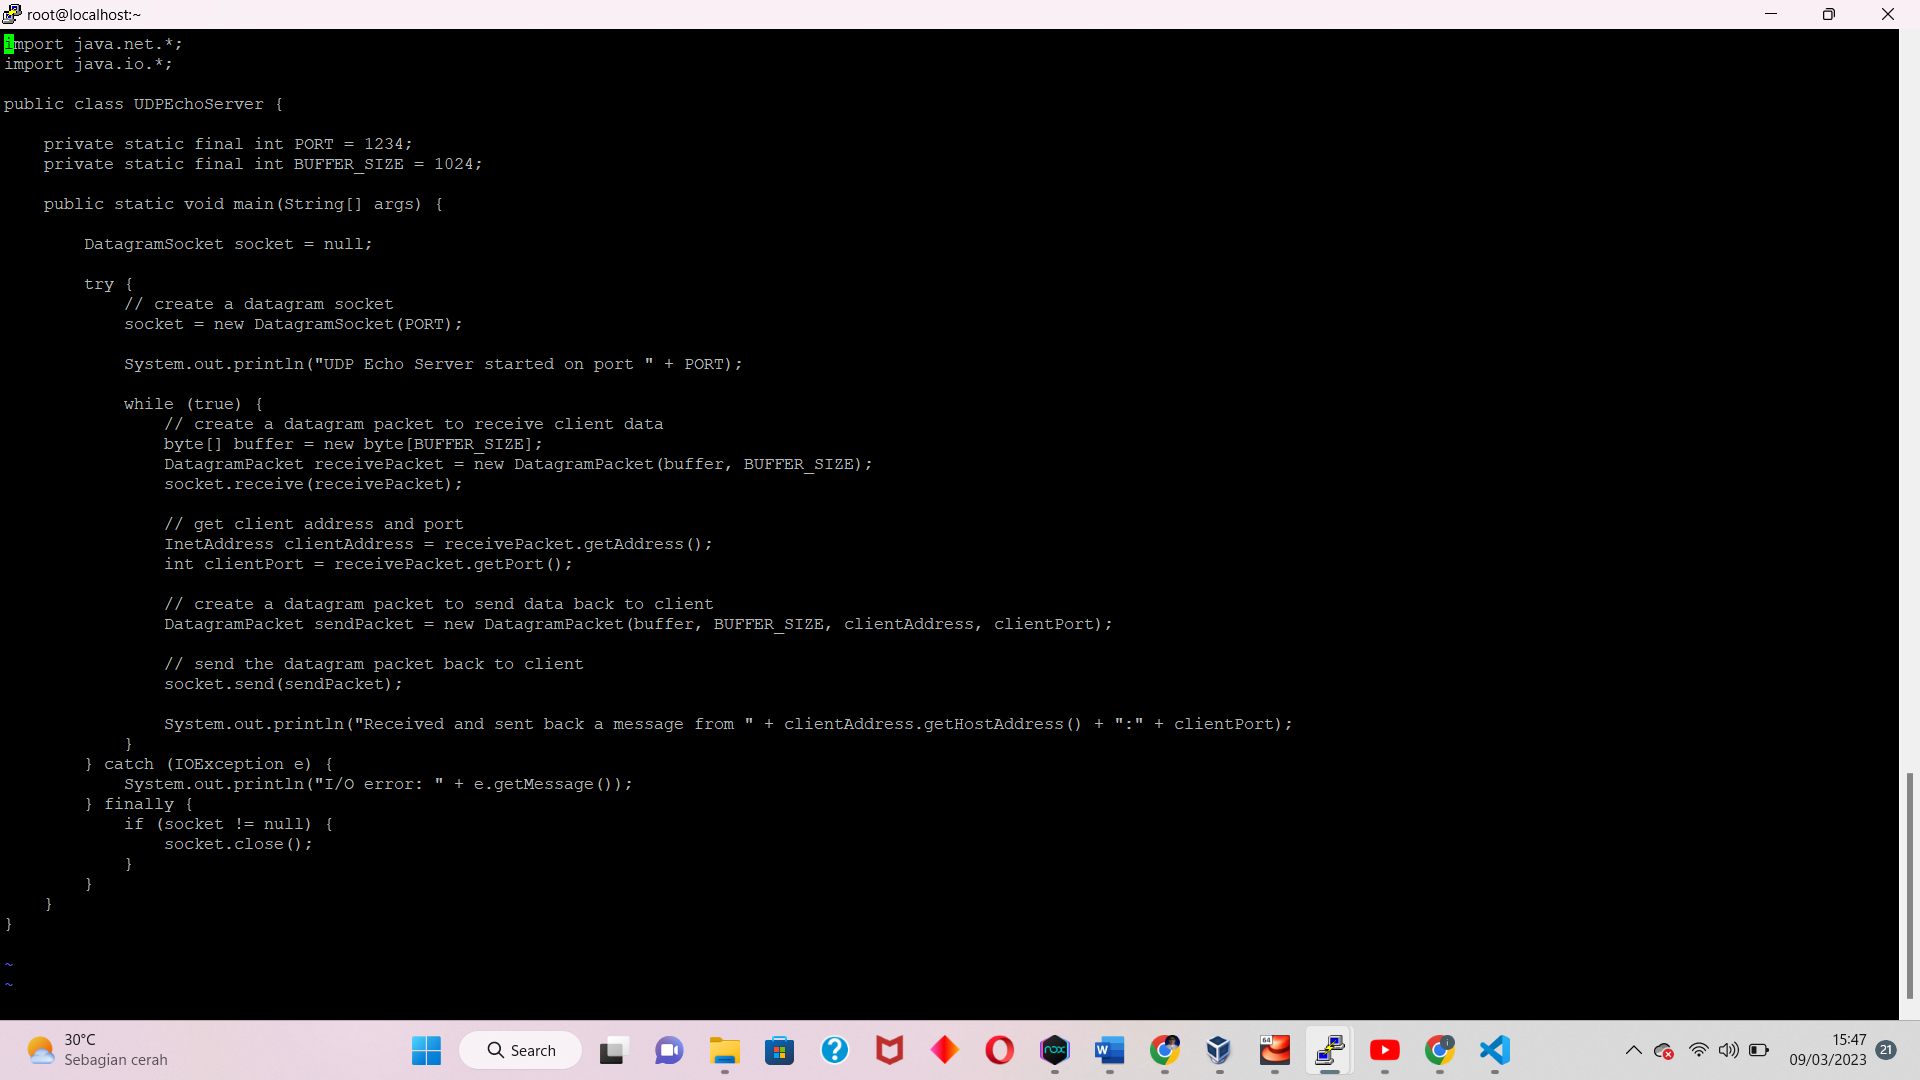 root@localhost:~
import java.net.*;
import java.io.*;
public class UDPEchoServer {
private static final int PORT = 1234;
private static final int BUFFER_SIZE = 1024;
public static void main(String[] args) {
DatagramSocket socket = null;
try {
// create a datagram socket
socket = new DatagramSocket(PORT);
System.out.println("UDP Echo Server started on port " + PORT);
while (true) {
// create a datagram packet to receive client data
byte[] buffer = new byte[BUFFER_SIZE];
DatagramPacket receivePacket = new DatagramPacket(buffer, BUFFER_SIZE);
socket.receive(receivePacket);
// get client address and port
InetAddress clientAddress = receivePacket.getAddress();
int clientPort = receivePacket.getPort();
// create a datagram packet to send data back to client
DatagramPacket sendPacket = new DatagramPacket(buffer, BUFFER_SIZE, clientAddress, clientPort);
// send the datagram packet back to client
socket.send(sendPacket);
System.out.println("Received and sent back a message from " + clientAddress.getHostAddress() + ":" + clientPort);
}
} catch (IOException e) {
System.out.println("I/O error: " + e.getMessage());
} finally {
if (socket != null) {
socket.close();
}
}
}
}
~
~
30°C
Sebagian cerah
Search
nox
W
64
15:47
09/03/2023
21